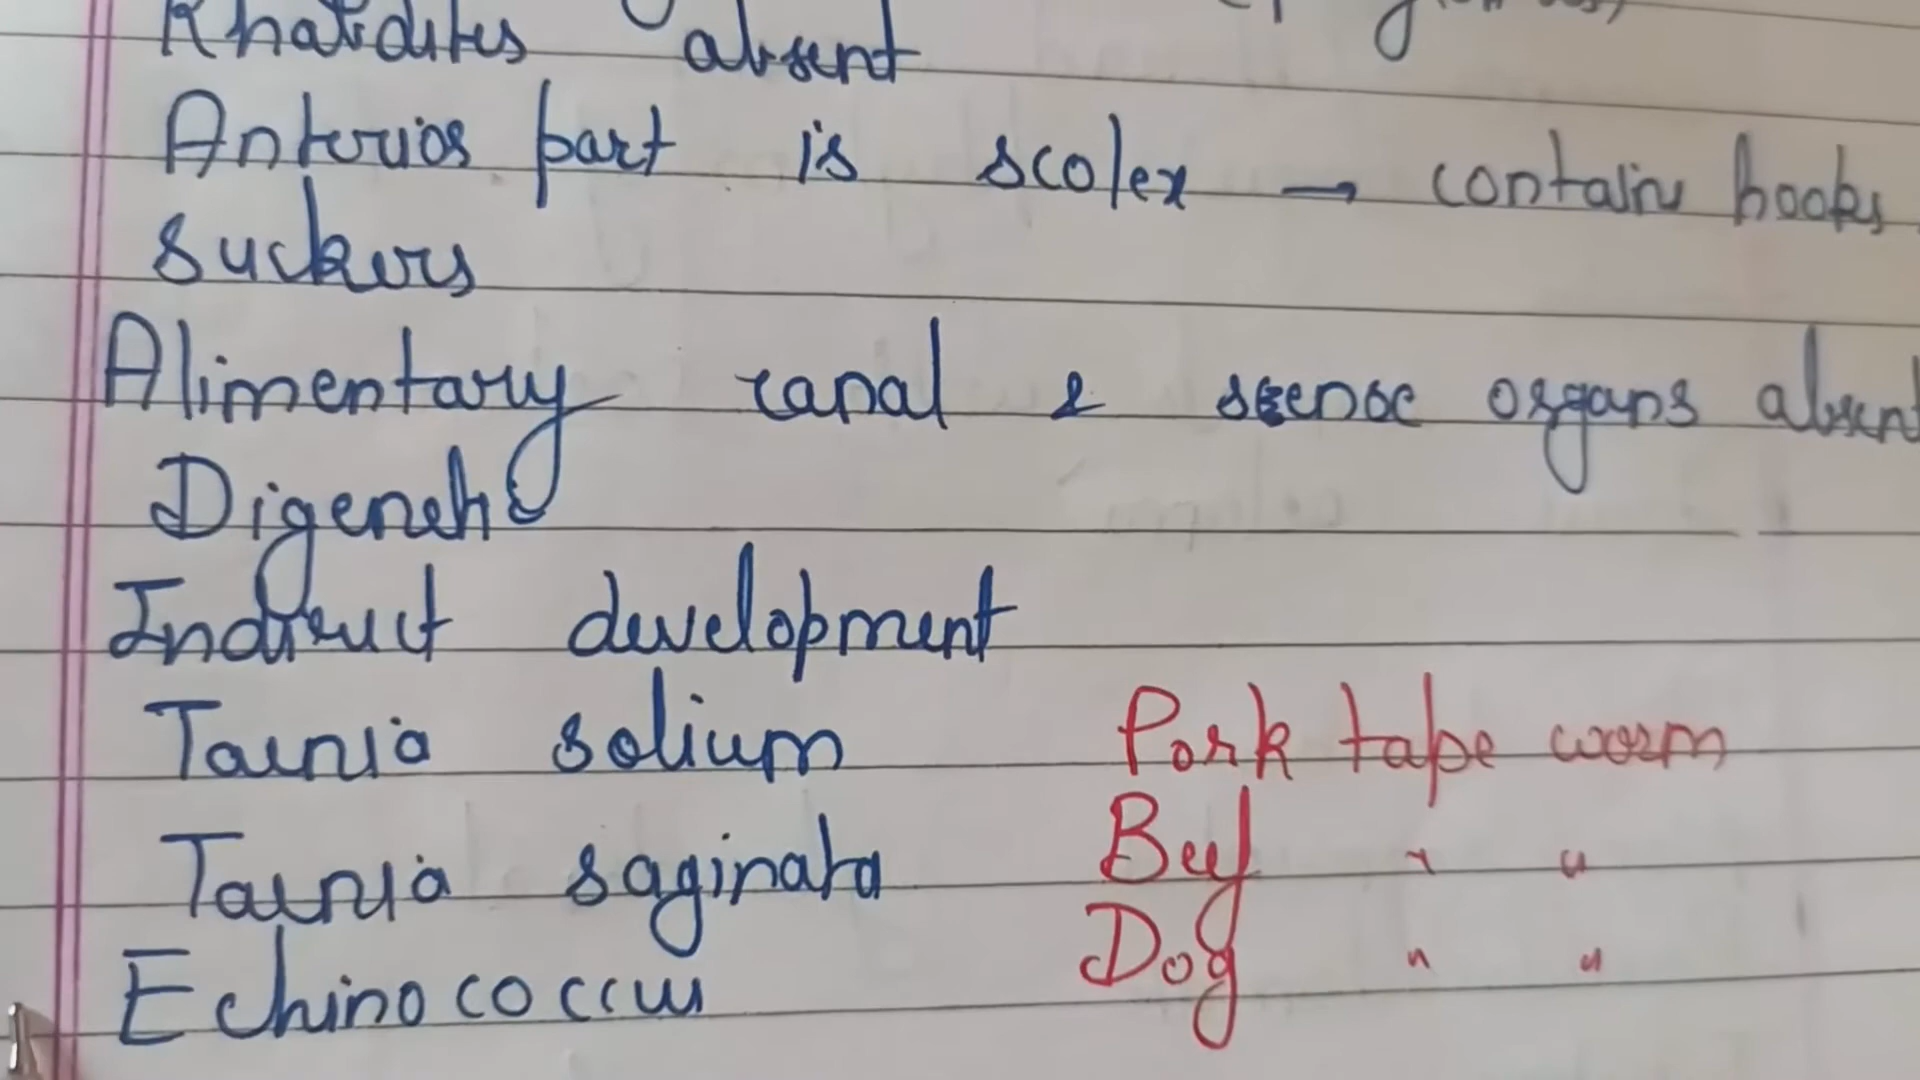 Rhabdites absent
Anterior part is scolex → contain hooks
suckers
Alimentary canal & sense organs absent
Digenetic
Indirect development
Taenia solium Pork tape worm
Taenia saginata Beef " "
Echinococcus Dog " "